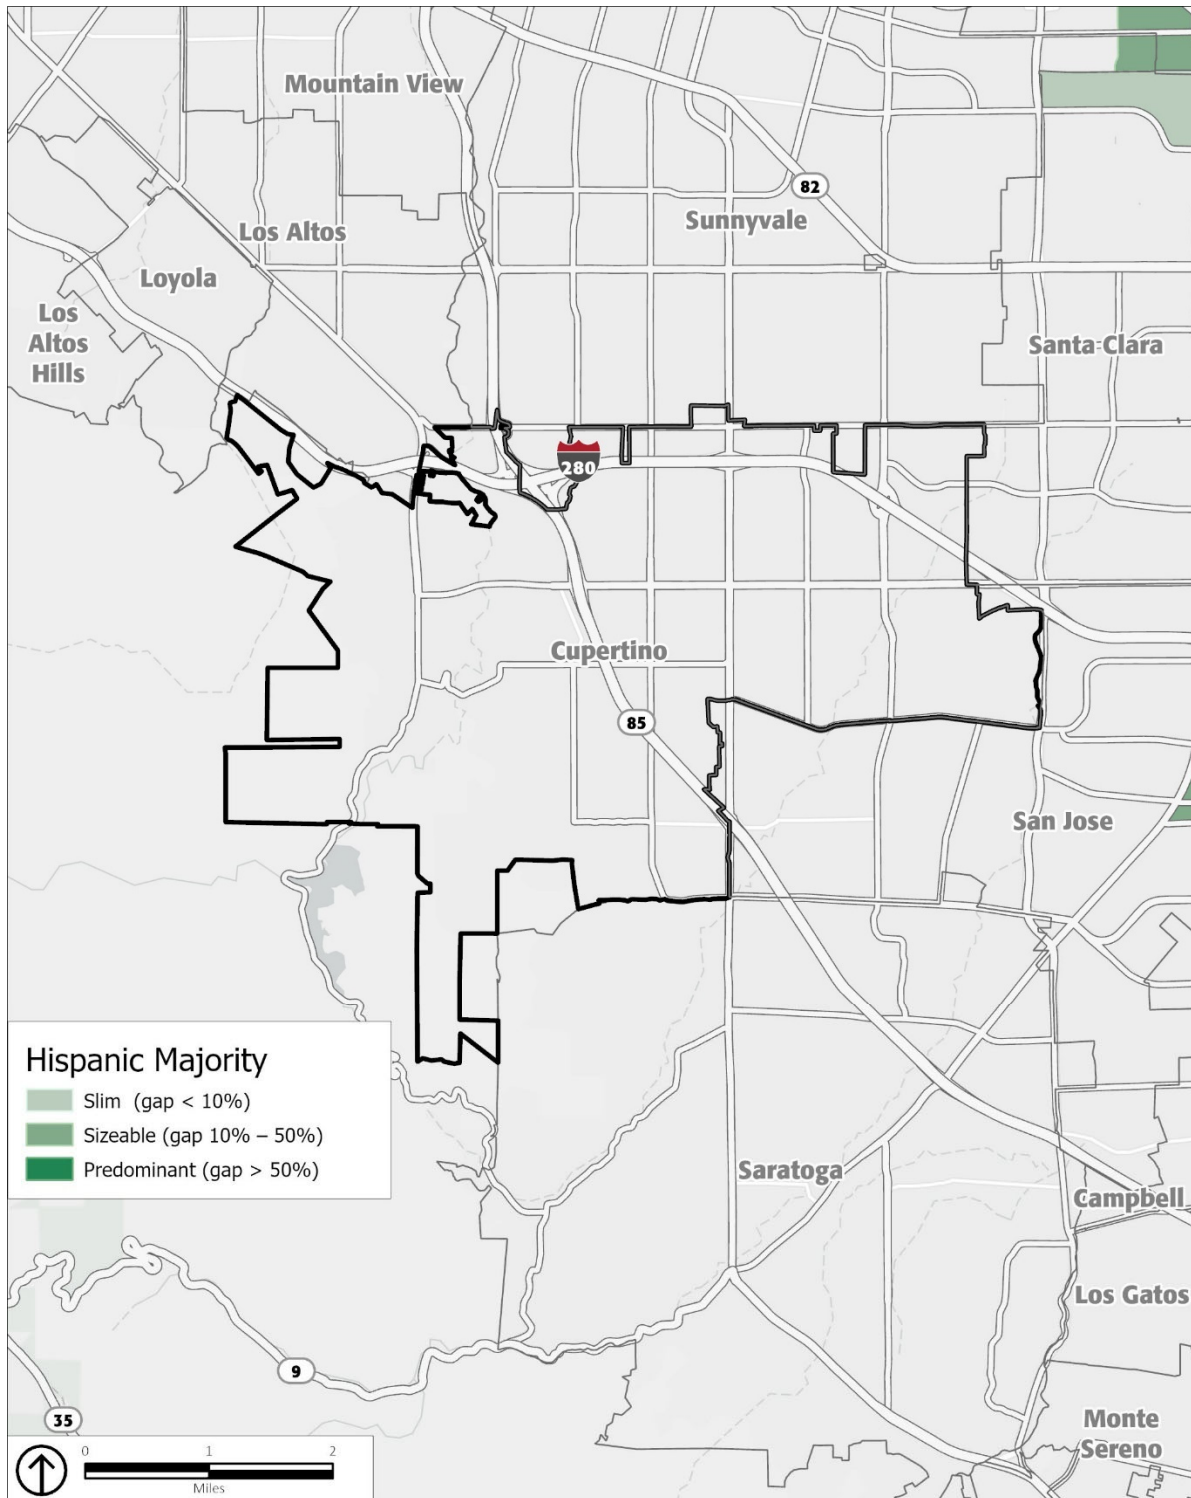 Mountain View
82
Sunnyvale
Los Altos
Loyola
Los
Altos
Hills
Santa Clara
280
Cupertino
85
San Jose
Hispanic Majority
Slim (gap < 10%)
Sizeable (gap 10% – 50%)
Predominant (gap > 50%)
Saratoga
Campbell
Los Gatos
9
35
Monte
Sereno
0 1 2
Miles